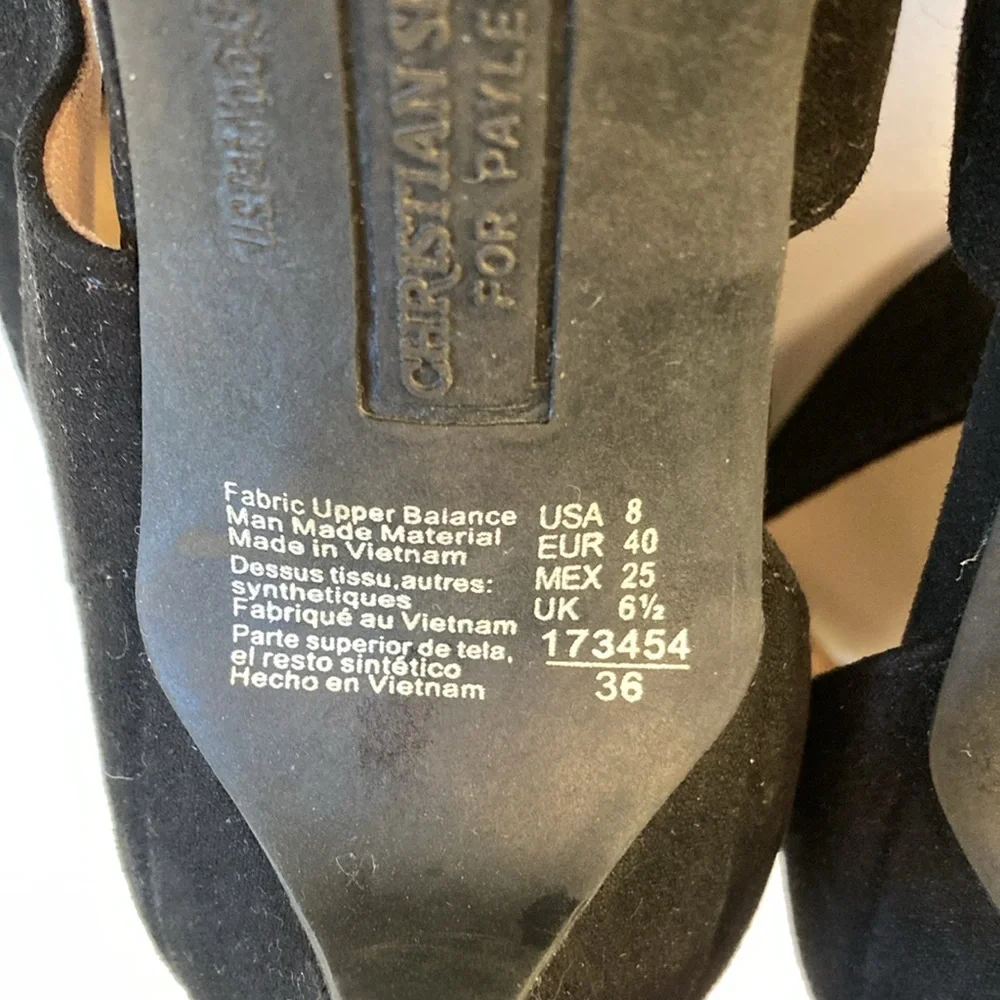 CHRISTIAN
FOR PAYLE
Fabric Upper Balance
Man Made Material
Made in Vietnam
Dessus tissu,autres:
synthetiques
Fabriqué au Vietnam
Parte superior de tela,
el resto sintético
Hecho en Vietnam
USA 8
EUR 40
MEX 25
UK 6½
173454
36